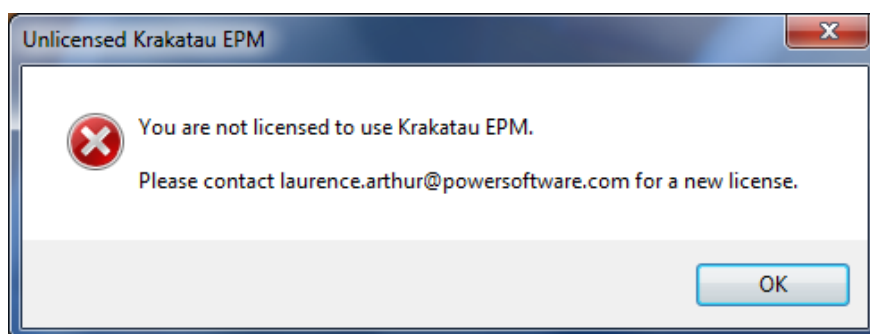 Unlicensed Krakatau EPM
You are not licensed to use Krakatau EPM.
Please contact laurence.arthur@powersoftware.com for a new license.
OK